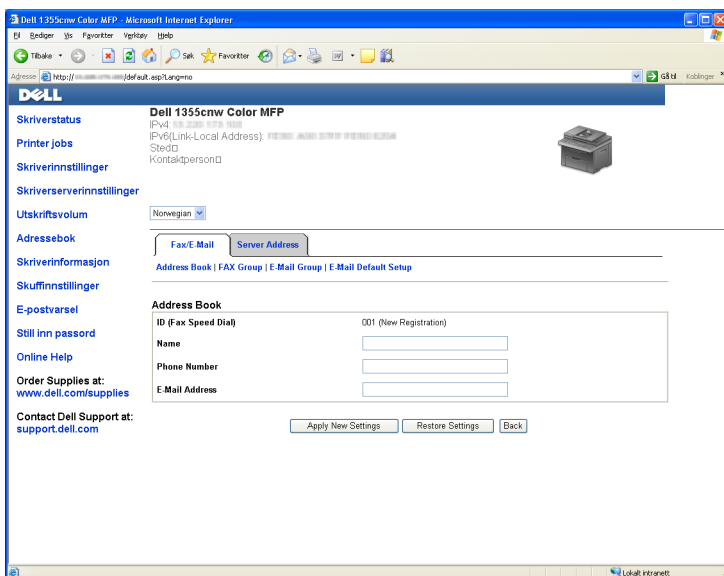 Dell 1355cnw Color MFP - Microsoft Internet Explorer
Fil Rediger Vis Favoritter Verktøy Hjelp
Tilbake Søk Favoritter
Adresse http:// /default.asp?Lang=no Gå til Koblinger
DELL
Skriverstatus
Printer jobs
Skriverinnstillinger
Skriverserverinnstillinger
Utskriftsvolum
Adressebok
Skriverinformasjon
Skuffinnstillinger
E-postvarsel
Still inn passord
Online Help
Order Supplies at:
www.dell.com/supplies
Contact Dell Support at:
support.dell.com
Dell 1355cnw Color MFP
IPv4:
IPv6(Link-Local Address):
Sted□
Kontaktperson□
Norwegian
Fax/E-Mail Server Address
Address Book | FAX Group | E-Mail Group | E-Mail Default Setup
Address Book
ID (Fax Speed Dial) 001 (New Registration)
Name
Phone Number
E-Mail Address
Apply New Settings Restore Settings Back
Lokalt intranett